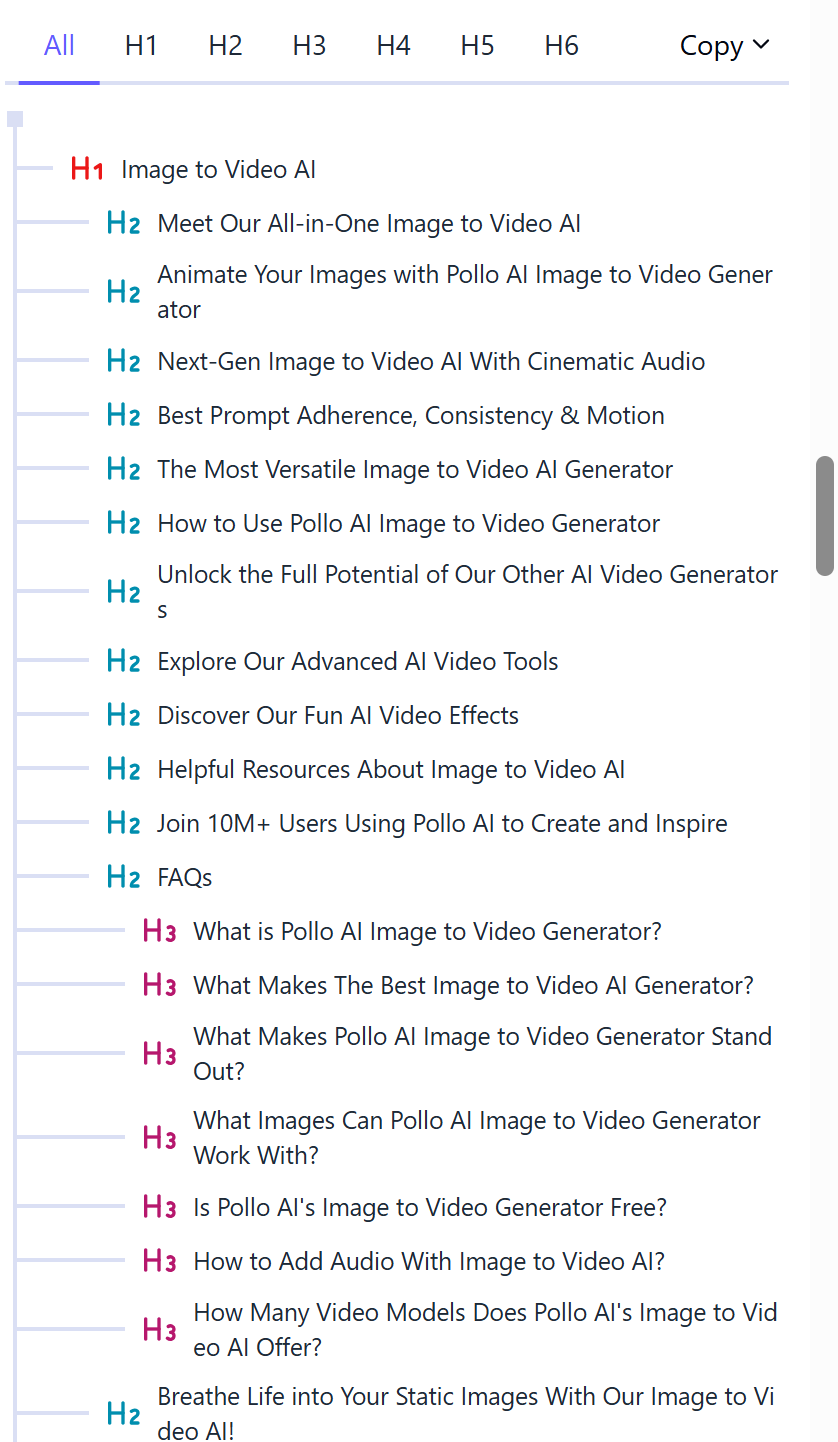 All H1 H2 H3 H4 H5 H6 Copy
H1 Image to Video AI
H2 Meet Our All-in-One Image to Video AI
H2 Animate Your Images with Pollo AI Image to Video Gener
ator
H2 Next-Gen Image to Video AI With Cinematic Audio
H2 Best Prompt Adherence, Consistency & Motion
H2 The Most Versatile Image to Video AI Generator
H2 How to Use Pollo AI Image to Video Generator
H2 Unlock the Full Potential of Our Other AI Video Generator
s
H2 Explore Our Advanced AI Video Tools
H2 Discover Our Fun AI Video Effects
H2 Helpful Resources About Image to Video AI
H2 Join 10M+ Users Using Pollo AI to Create and Inspire
H2 FAQs
H3 What is Pollo AI Image to Video Generator?
H3 What Makes The Best Image to Video AI Generator?
H3 What Makes Pollo AI Image to Video Generator Stand
Out?
H3 What Images Can Pollo AI Image to Video Generator
Work With?
H3 Is Pollo AI's Image to Video Generator Free?
H3 How to Add Audio With Image to Video AI?
H3 How Many Video Models Does Pollo AI's Image to Vid
eo AI Offer?
H2 Breathe Life into Your Static Images With Our Image to Vi
deo AI!